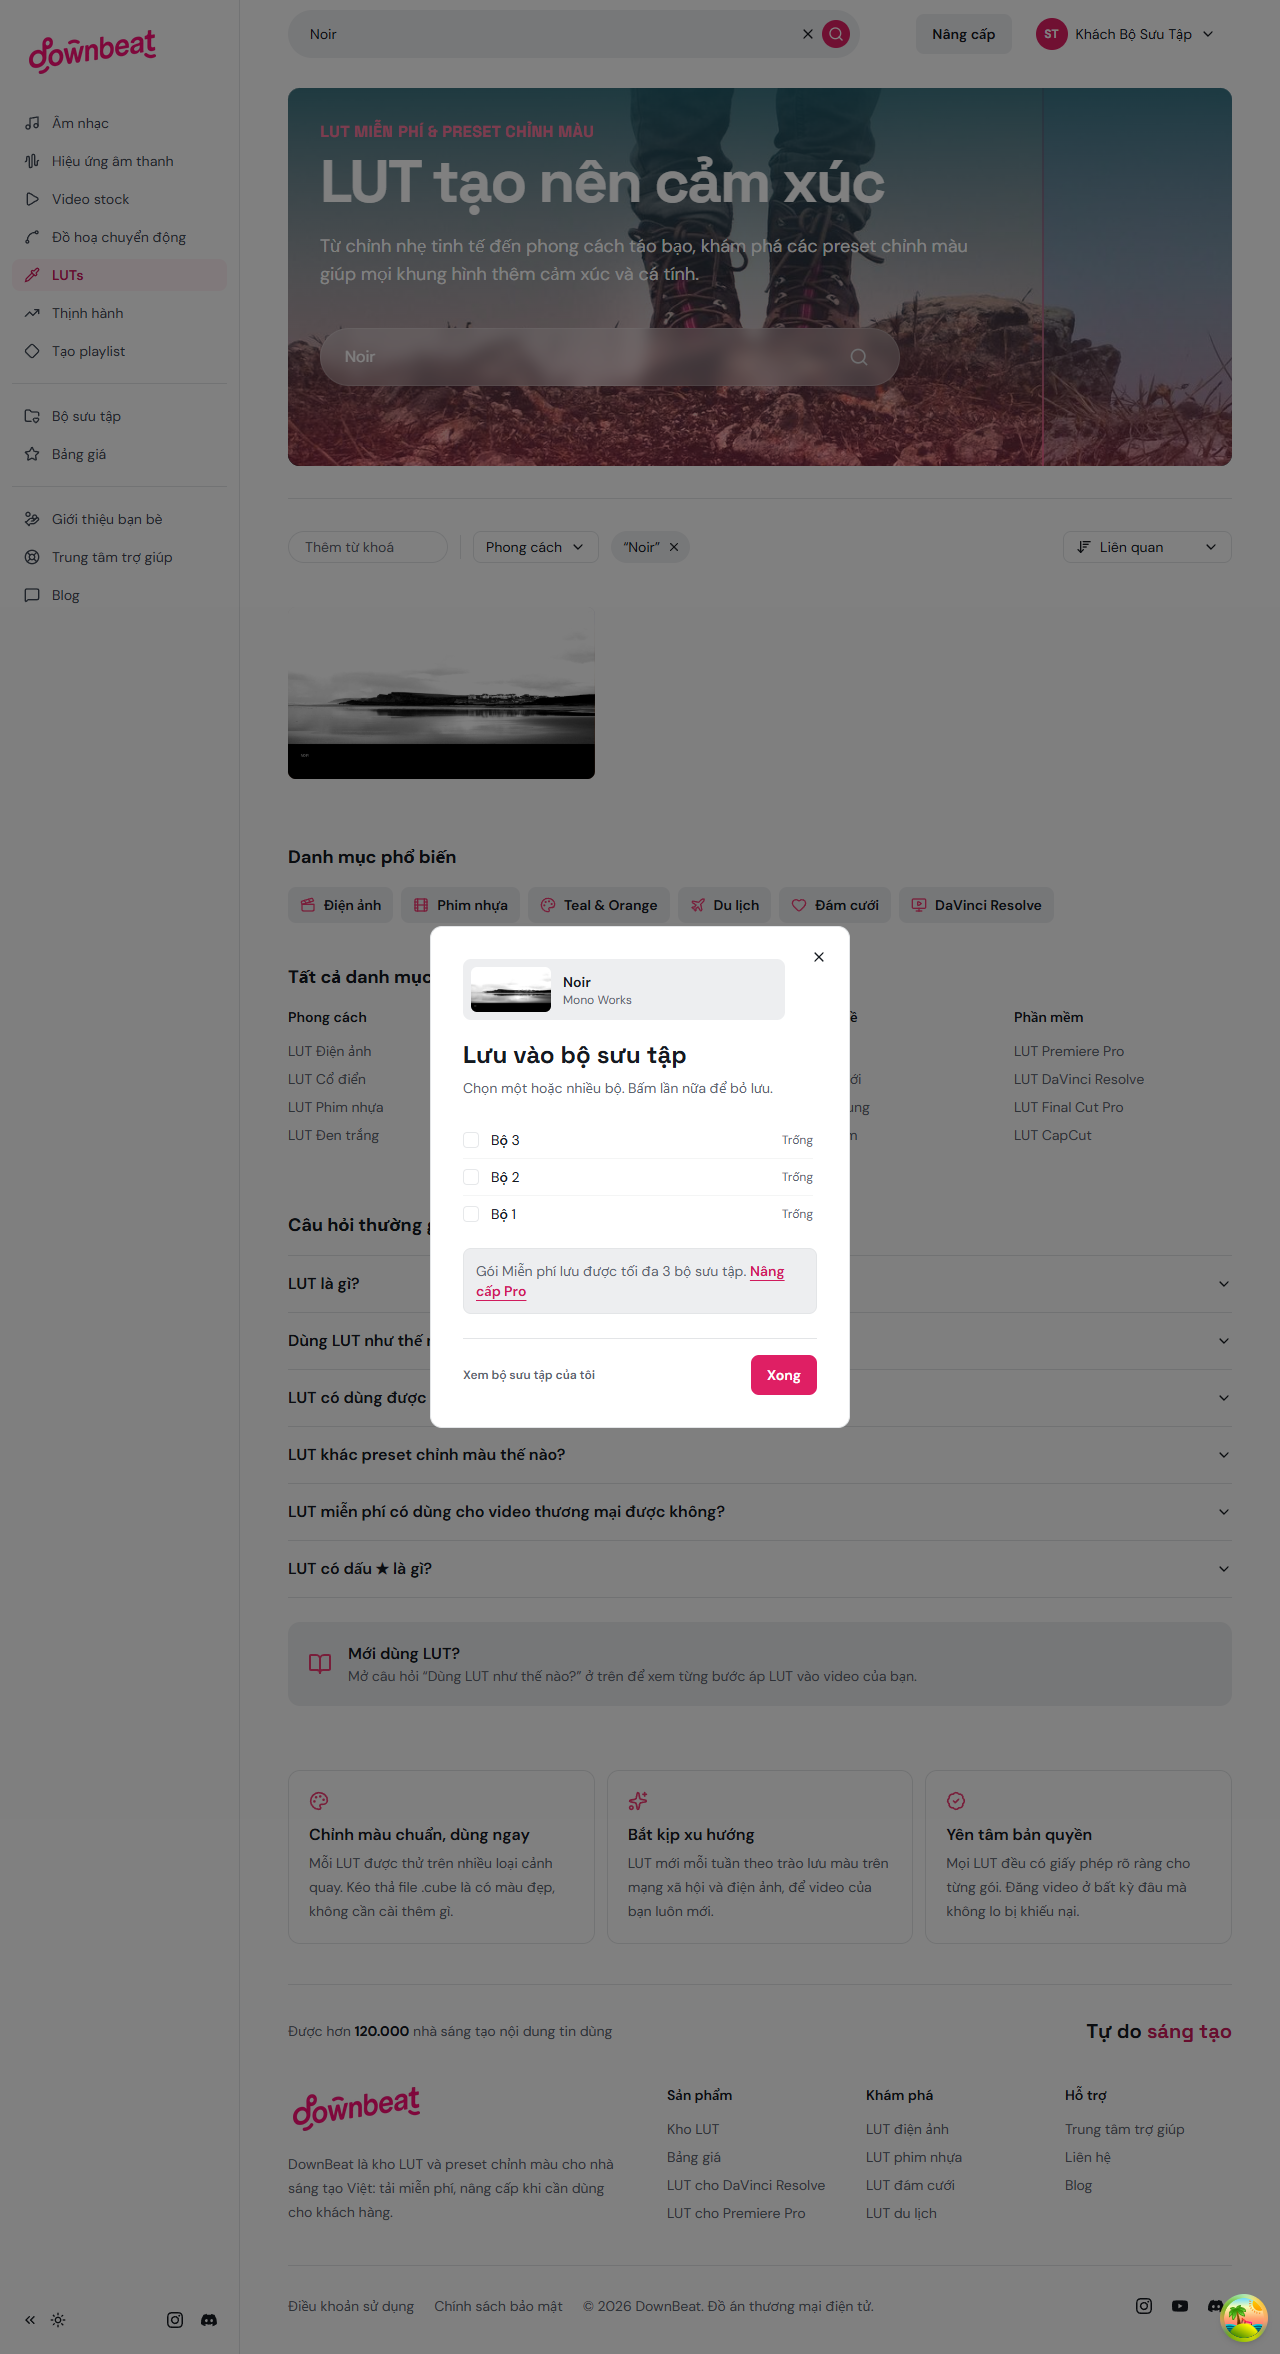 downbeat
Âm nhạc
Hiệu ứng âm thanh
Video stock
Đồ hoạ chuyển động
LUTs
Thịnh hành
Tạo playlist
Bộ sưu tập
Bảng giá
Giới thiệu bạn bè
Trung tâm trợ giúp
Blog
Noir
Nâng cấp
ST
Khách Bộ Sưu Tập
LUT MIỄN PHÍ & PRESET CHỈNH MÀU
LUT tạo nên cảm xúc
Từ chỉnh nhẹ tinh tế đến phong cách táo bạo, khám phá các preset chỉnh màu
giúp mọi khung hình thêm cảm xúc và cá tính.
Noir
Thêm từ khoá
Phong cách
“Noir”
Liên quan
Danh mục phổ biến
Điện ảnh
Phim nhựa
Teal & Orange
Du lịch
Đám cưới
DaVinci Resolve
Tất cả danh mục
Phong cách
LUT Điện ảnh
LUT Cổ điển
LUT Phim nhựa
LUT Đen trắng
Phần mềm
LUT Premiere Pro
LUT DaVinci Resolve
LUT Final Cut Pro
LUT CapCut
Noir
Mono Works
Lưu vào bộ sưu tập
Chọn một hoặc nhiều bộ. Bấm lần nữa để bỏ lưu.
Bộ 3 Trống
Bộ 2 Trống
Bộ 1 Trống
Gói Miễn phí lưu được tối đa 3 bộ sưu tập. Nâng
cấp Pro
Xem bộ sưu tập của tôi
Xong
Câu hỏi thường
LUT là gì?
Dùng LUT như thế
LUT có dùng được
LUT khác preset chỉnh màu thế nào?
LUT miễn phí có dùng cho video thương mại được không?
LUT có dấu ★ là gì?
Mới dùng LUT?
Mở câu hỏi “Dùng LUT như thế nào?” ở trên để xem từng bước áp LUT vào video của bạn.
Chỉnh màu chuẩn, dùng ngay
Mỗi LUT được thử trên nhiều loại cảnh
quay. Kéo thả file .cube là có màu đẹp,
không cần cài thêm gì.
Bắt kịp xu hướng
LUT mới mỗi tuần theo trào lưu màu trên
mạng xã hội và điện ảnh, để video của
bạn luôn mới.
Yên tâm bản quyền
Mọi LUT đều có giấy phép rõ ràng cho
từng gói. Đăng video ở bất kỳ đâu mà
không lo bị khiếu nại.
Được hơn 120.000 nhà sáng tạo nội dung tin dùng
Tự do sáng tạo
downbeat
DownBeat là kho LUT và preset chỉnh màu cho nhà
sáng tạo Việt: tải miễn phí, nâng cấp khi cần dùng
cho khách hàng.
Sản phẩm
Kho LUT
Bảng giá
LUT cho DaVinci Resolve
LUT cho Premiere Pro
Khám phá
LUT điện ảnh
LUT phim nhựa
LUT đám cưới
LUT du lịch
Hỗ trợ
Trung tâm trợ giúp
Liên hệ
Blog
Điều khoản sử dụng
Chính sách bảo mật
© 2026 DownBeat. Đồ án thương mại điện tử.